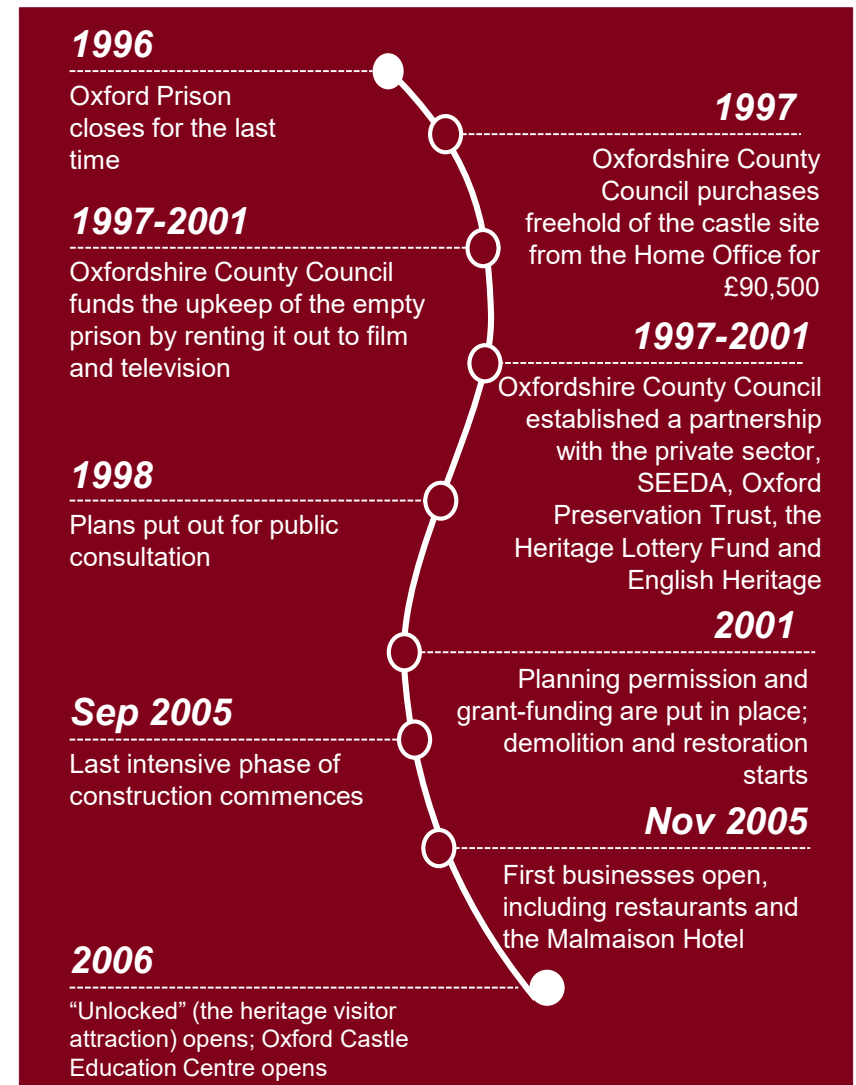 1996
Oxford Prison
closes for the last
time
1997
Oxfordshire County
Council purchases
freehold of the castle site
from the Home Office for
£90,500
1997-2001
Oxfordshire County Council
funds the upkeep of the empty
prison by renting it out to film
and television
1997-2001
Oxfordshire County Council
established a partnership
with the private sector,
SEEDA, Oxford
Preservation Trust, the
Heritage Lottery Fund and
English Heritage
1998
Plans put out for public
consultation
2001
Planning permission and
grant-funding are put in place;
demolition and restoration
starts
Sep 2005
Last intensive phase of
construction commences
Nov 2005
First businesses open,
including restaurants and
the Malmaison Hotel
2006
“Unlocked” (the heritage visitor
attraction) opens; Oxford Castle
Education Centre opens